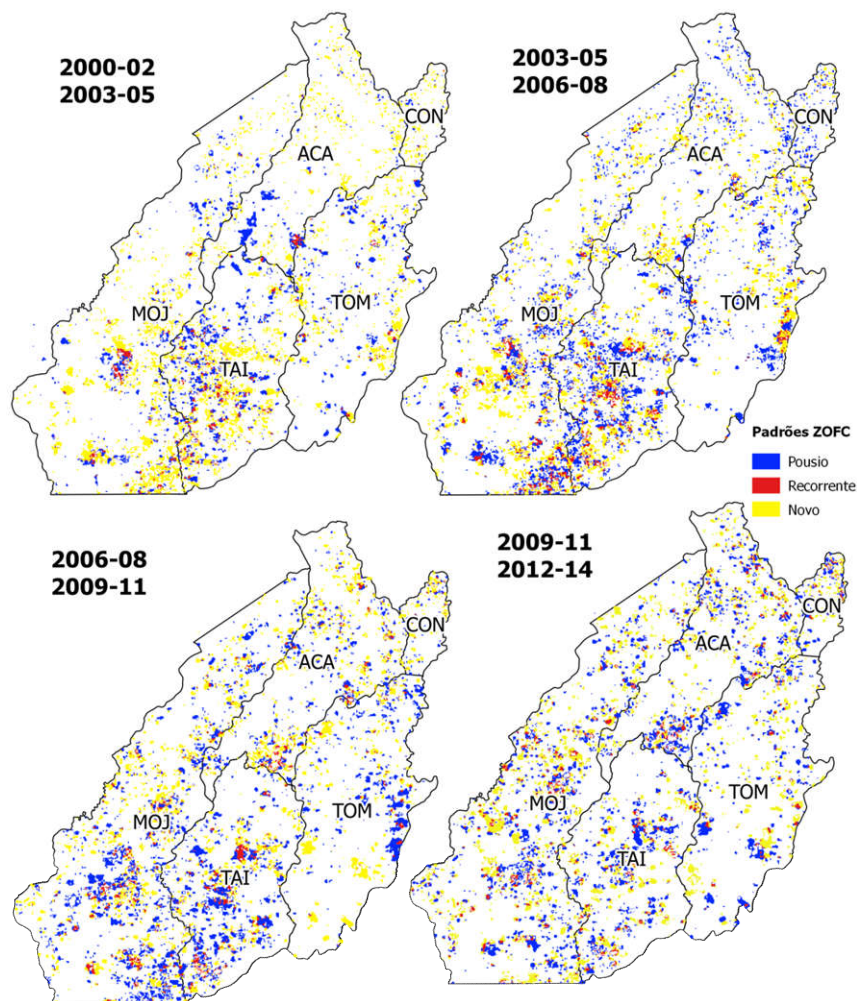 2000-02
2003-05
CON
ACA
MOJ
TOM
TAI
2003-05
2006-08
CON
ACA
MOJ
TOM
TAI
Padrões ZOFC
Pousio
Recorrente
Novo
2006-08
2009-11
CON
ACA
TOM
MOJ
TAI
2009-11
2012-14
CON
ACA
TOM
MOJ
TAI